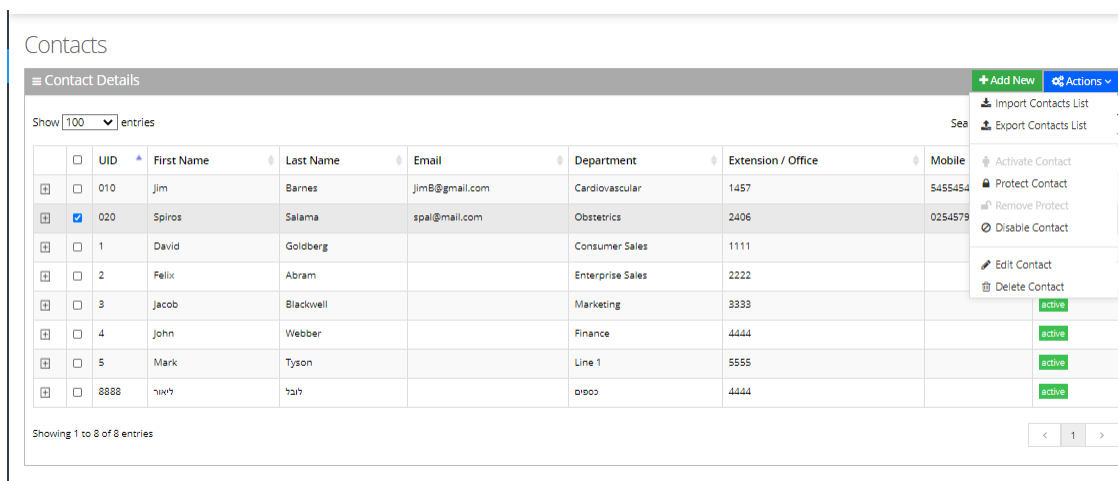 Contacts
Contact Details
Add New Actions
Import Contacts List
Export Contacts List
Activate Contact
Protect Contact
Remove Protect
Disable Contact
Edit Contact
Delete Contact
Show 100 entries
UID First Name Last Name Email Department Extension / Office Mobile
010 Jim Barnes JimB@gmail.com Cardiovascular 1457 5455454
020 Spiros Salama spal@mail.com Obstetrics 2406 0254579
1 David Goldberg Consumer Sales 1111
2 Felix Abram Enterprise Sales 2222
3 Jacob Blackwell Marketing 3333 active
4 John Webber Finance 4444 active
5 Mark Tyson Line 1 5555 active
8888 ליאור לובל כספים 4444 active
Showing 1 to 8 of 8 entries
< 1 >